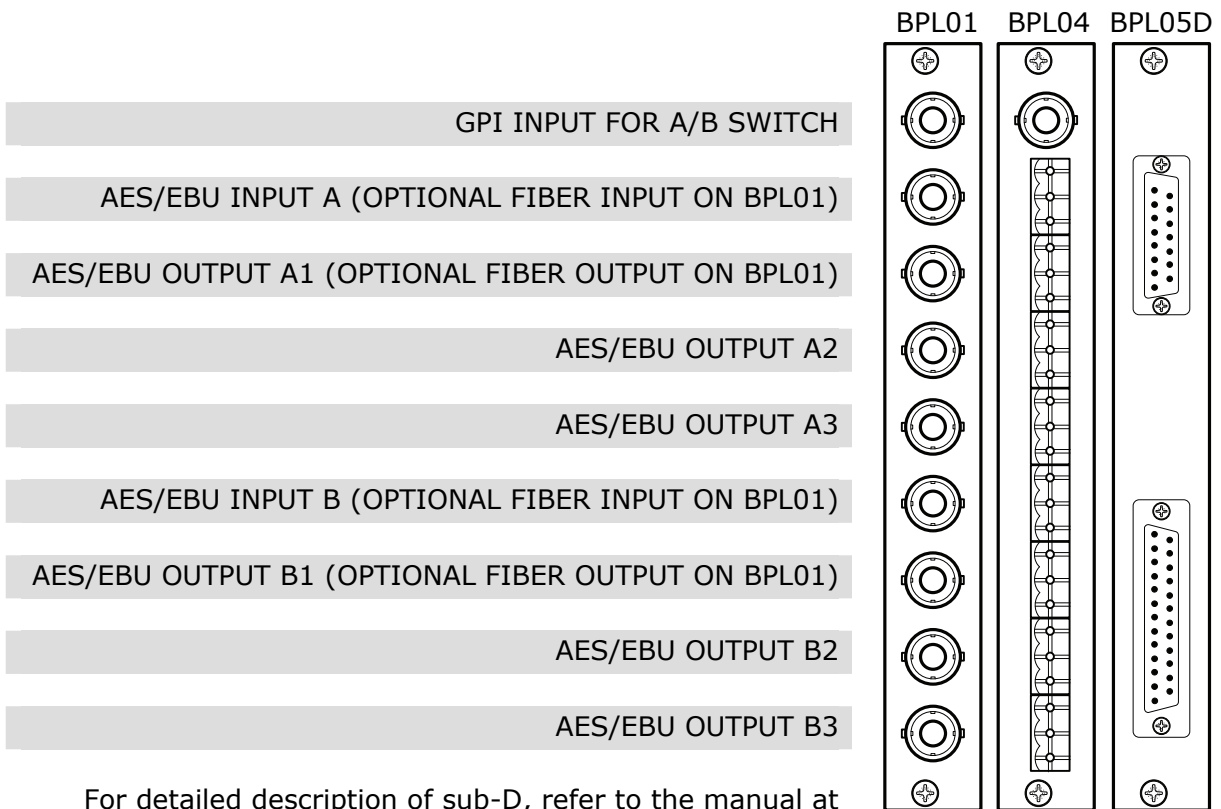 BPL01 BPL04 BPL05D
GPI INPUT FOR A/B SWITCH
AES/EBU INPUT A (OPTIONAL FIBER INPUT ON BPL01)
AES/EBU OUTPUT A1 (OPTIONAL FIBER OUTPUT ON BPL01)
AES/EBU OUTPUT A2
AES/EBU OUTPUT A3
AES/EBU INPUT B (OPTIONAL FIBER INPUT ON BPL01)
AES/EBU OUTPUT B1 (OPTIONAL FIBER OUTPUT ON BPL01)
AES/EBU OUTPUT B2
AES/EBU OUTPUT B3
For detailed description of sub-D, refer to the manual at